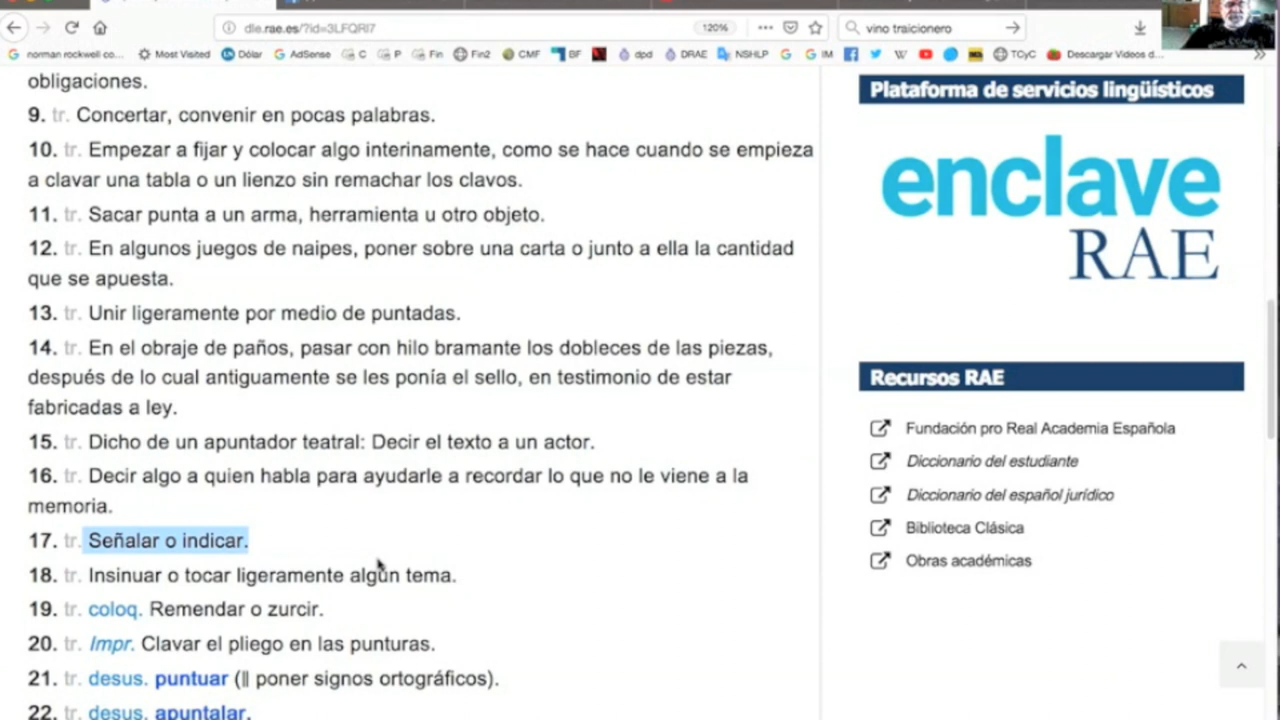 dle.rae.es/?id=3LFQRI7
120%
vino traicionero
norman rockwell co... Most Visited Dólar AdSense C P Fin Fin2 CMF BF dpd DRAE NSHLP G IM TCyC Descargar Videos d...
obligaciones.
9. tr. Concertar, convenir en pocas palabras.
10. tr. Empezar a fijar y colocar algo interinamente, como se hace cuando se empieza
a clavar una tabla o un lienzo sin remachar los clavos.
11. tr. Sacar punta a un arma, herramienta u otro objeto.
12. tr. En algunos juegos de naipes, poner sobre una carta o junto a ella la cantidad
que se apuesta.
13. tr. Unir ligeramente por medio de puntadas.
14. tr. En el obraje de paños, pasar con hilo bramante los dobleces de las piezas,
después de lo cual antiguamente se les ponía el sello, en testimonio de estar
fabricadas a ley.
15. tr. Dicho de un apuntador teatral: Decir el texto a un actor.
16. tr. Decir algo a quien habla para ayudarle a recordar lo que no le viene a la
memoria.
17. tr. Señalar o indicar.
18. tr. Insinuar o tocar ligeramente algún tema.
19. tr. coloq. Remendar o zurcir.
20. tr. Impr. Clavar el pliego en las punturas.
21. tr. desus. puntuar (‖ poner signos ortográficos).
22. tr. desus. apuntalar.
Plataforma de servicios lingüísticos
enclave
RAE
Recursos RAE
Fundación pro Real Academia Española
Diccionario del estudiante
Diccionario del español jurídico
Biblioteca Clásica
Obras académicas